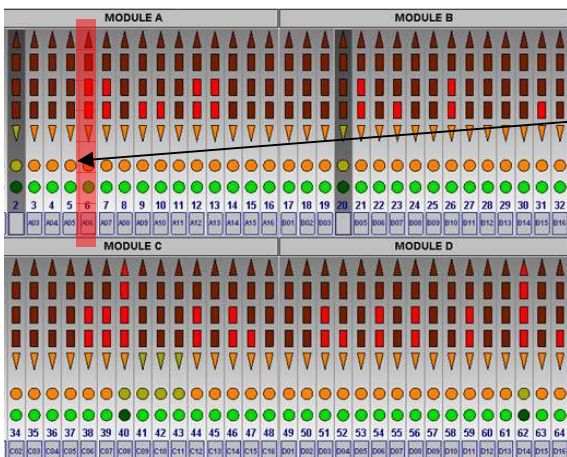 MODULE A MODULE B
2 3 4 5 6 7 8 9 10 11 12 13 14 15 16 17 18 19 20 21 22 23 24 25 26 27 28 29 30 31 32
A03 A04 A05 A06 A07 A08 A09 A10 A11 A12 A13 A14 A15 A16 B01 B02 B03 B05 B06 B07 B08 B09 B10 B11 B12 B13 B14 B15 B16
MODULE C MODULE D
34 35 36 37 38 39 40 41 42 43 44 45 46 47 48 49 50 51 52 53 54 55 56 57 58 59 60 61 62 63 64
C02 C03 C04 C05 C06 C07 C08 C09 C10 C11 C12 C13 C14 C15 C16 D01 D02 D03 D04 D05 D06 D07 D08 D09 D10 D11 D12 D13 D14 D15 D16